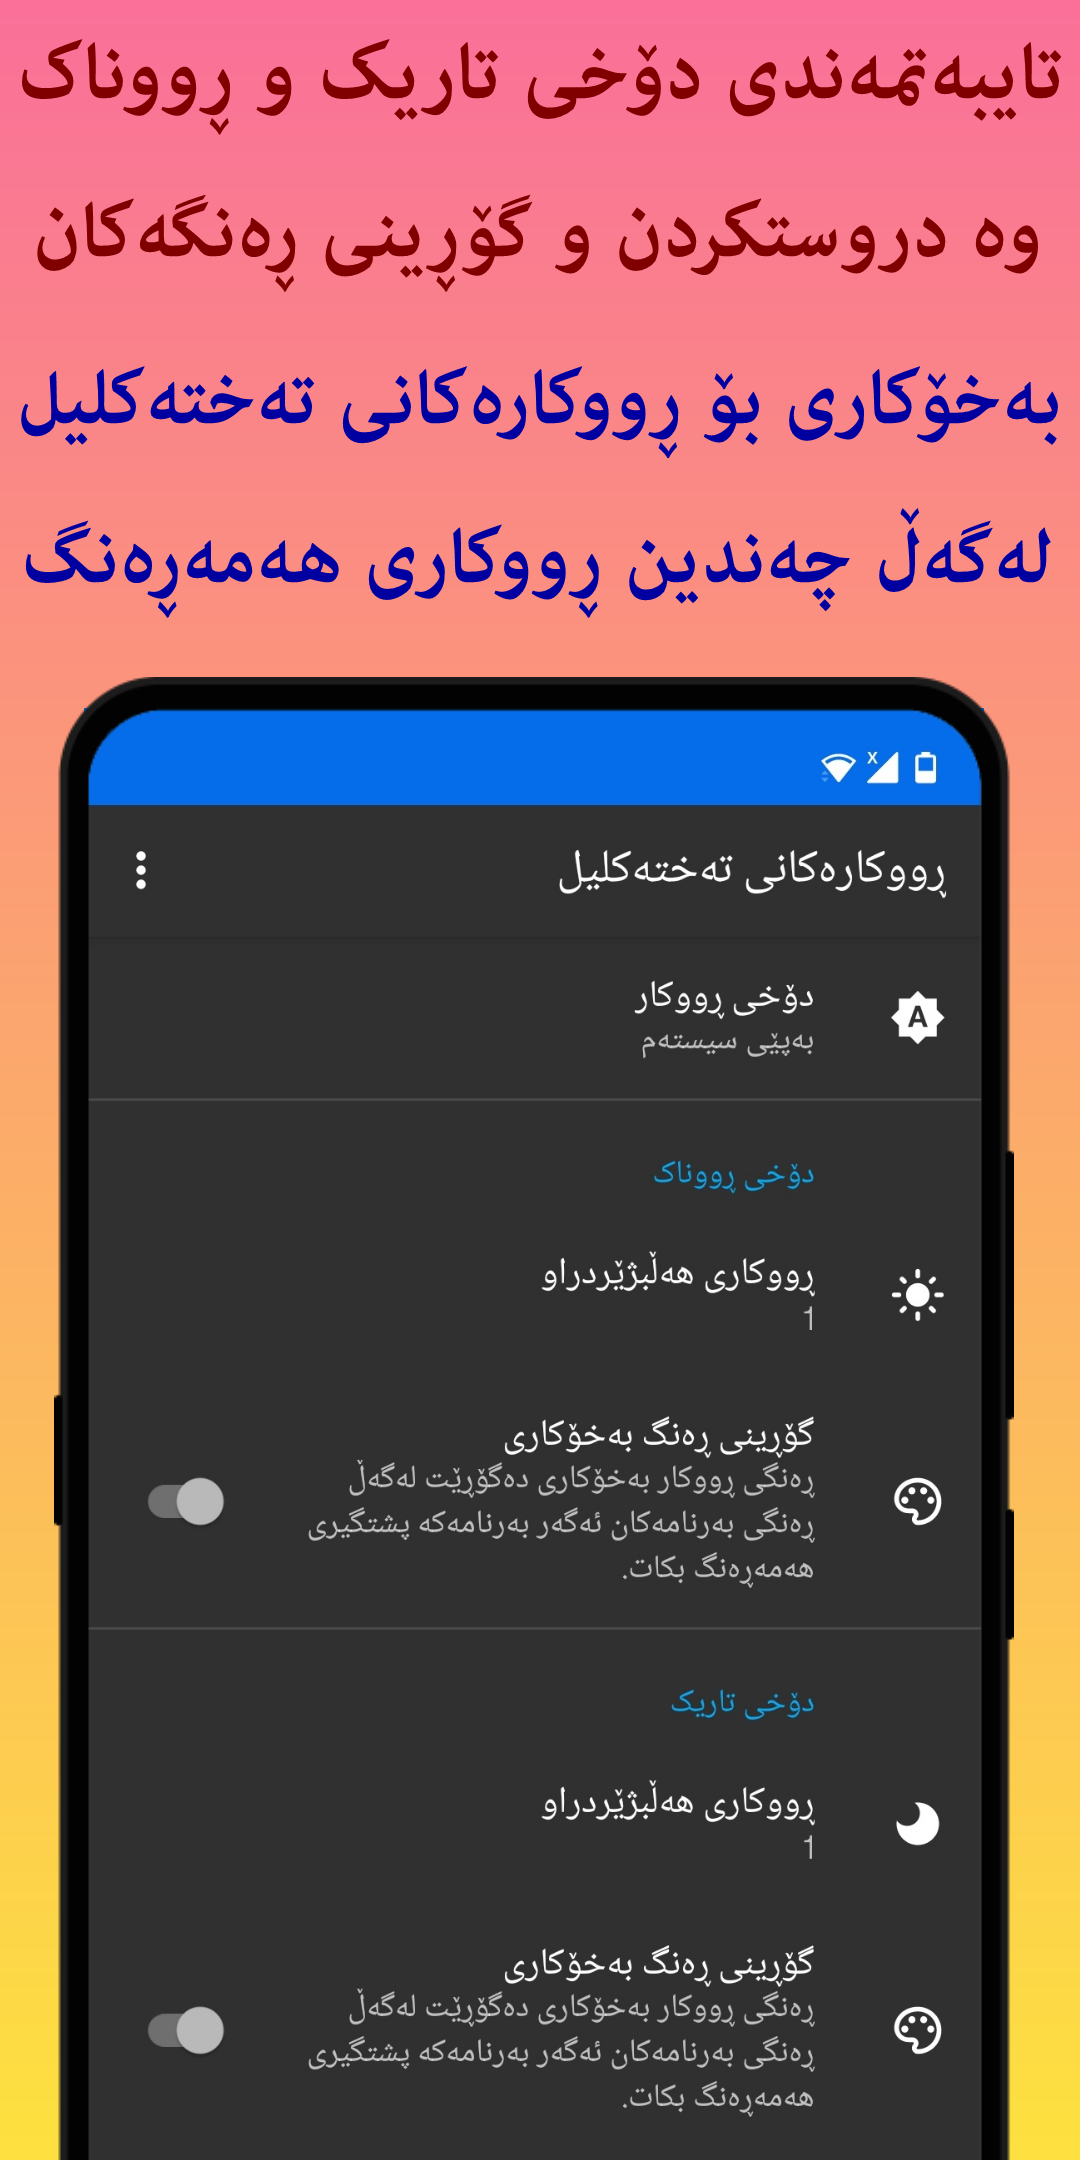 تایبەتمەندی دۆخی تاریک و ڕووناک
وە دروستکردن و گۆڕینی ڕەنگەکان
بەخۆکاری بۆ ڕووکارەکانی تەختەکلیل
لەگەڵ چەندین ڕووکاری هەمەڕەنگ
x
ڕووکارەکانی تەختەکلیل
دۆخی ڕووکار
A
بەپێی سیستەم
دۆخی ڕووناک
ڕووکاری هەڵبژێردراو
1
گۆڕینی ڕەنگ بەخۆکاری
ڕەنگی ڕووکار بەخۆکاری دەگۆڕێت لەگەڵ
ڕەنگی بەرنامەکان ئەگەر بەرنامەکە پشتگیری
هەمەڕەنگ بکات.
دۆخی تاریک
ڕووکاری هەڵبژێردراو
1
گۆڕینی ڕەنگ بەخۆکاری
ڕەنگی ڕووکار بەخۆکاری دەگۆڕێت لەگەڵ
ڕەنگی بەرنامەکان ئەگەر بەرنامەکە پشتگیری
هەمەڕەنگ بکات.